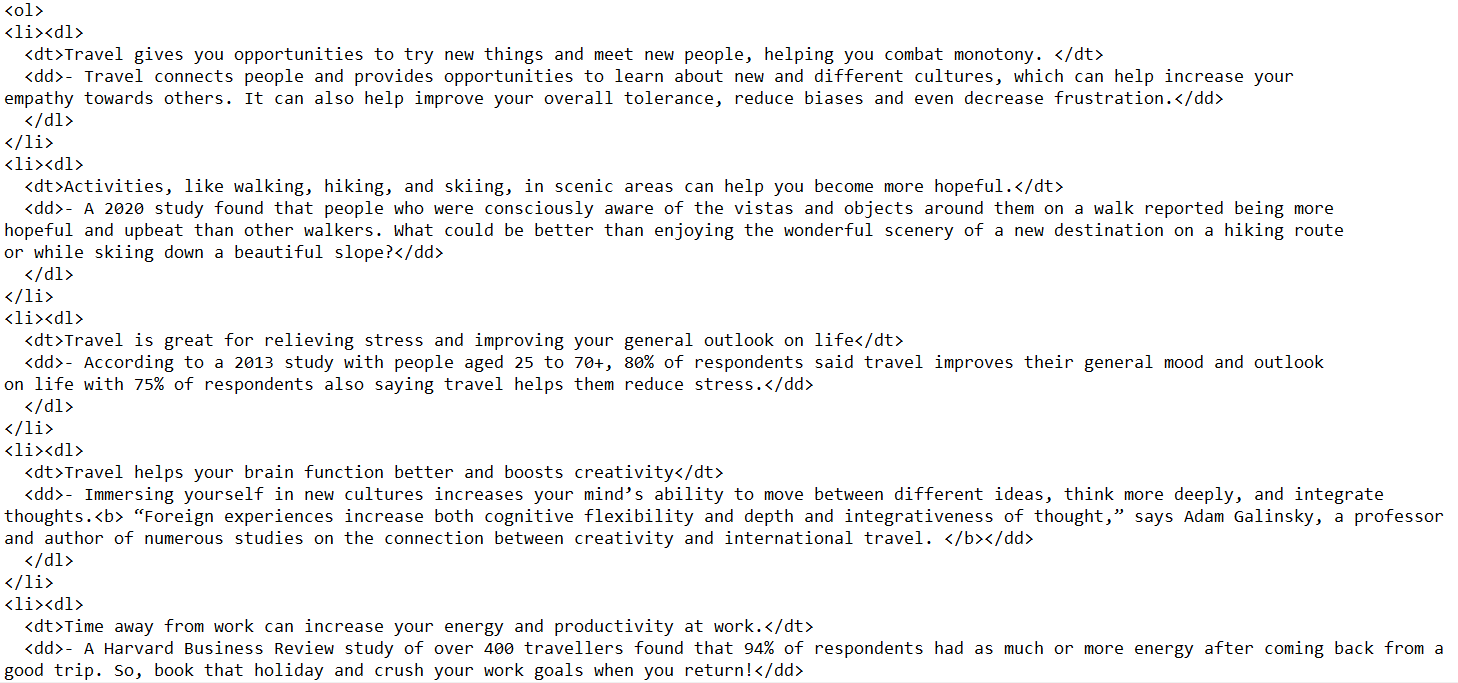 <ol>
<li><dl>
  <dt>Travel gives you opportunities to try new things and meet new people, helping you combat monotony. </dt>
  <dd>- Travel connects people and provides opportunities to learn about new and different cultures, which can help increase your
empathy towards others. It can also help improve your overall tolerance, reduce biases and even decrease frustration.</dd>
  </dl>
</li>
<li><dl>
  <dt>Activities, like walking, hiking, and skiing, in scenic areas can help you become more hopeful.</dt>
  <dd>- A 2020 study found that people who were consciously aware of the vistas and objects around them on a walk reported being more
hopeful and upbeat than other walkers. What could be better than enjoying the wonderful scenery of a new destination on a hiking route
or while skiing down a beautiful slope?</dd>
  </dl>
</li>
<li><dl>
  <dt>Travel is great for relieving stress and improving your general outlook on life</dt>
  <dd>- According to a 2013 study with people aged 25 to 70+, 80% of respondents said travel improves their general mood and outlook
on life with 75% of respondents also saying travel helps them reduce stress.</dd>
  </dl>
</li>
<li><dl>
  <dt>Travel helps your brain function better and boosts creativity</dt>
  <dd>- Immersing yourself in new cultures increases your mind’s ability to move between different ideas, think more deeply, and integrate
thoughts.<b> “Foreign experiences increase both cognitive flexibility and depth and integrativeness of thought,” says Adam Galinsky, a professor
and author of numerous studies on the connection between creativity and international travel. </b></dd>
  </dl>
</li>
<li><dl>
  <dt>Time away from work can increase your energy and productivity at work.</dt>
  <dd>- A Harvard Business Review study of over 400 travellers found that 94% of respondents had as much or more energy after coming back from a
good trip. So, book that holiday and crush your work goals when you return!</dd>